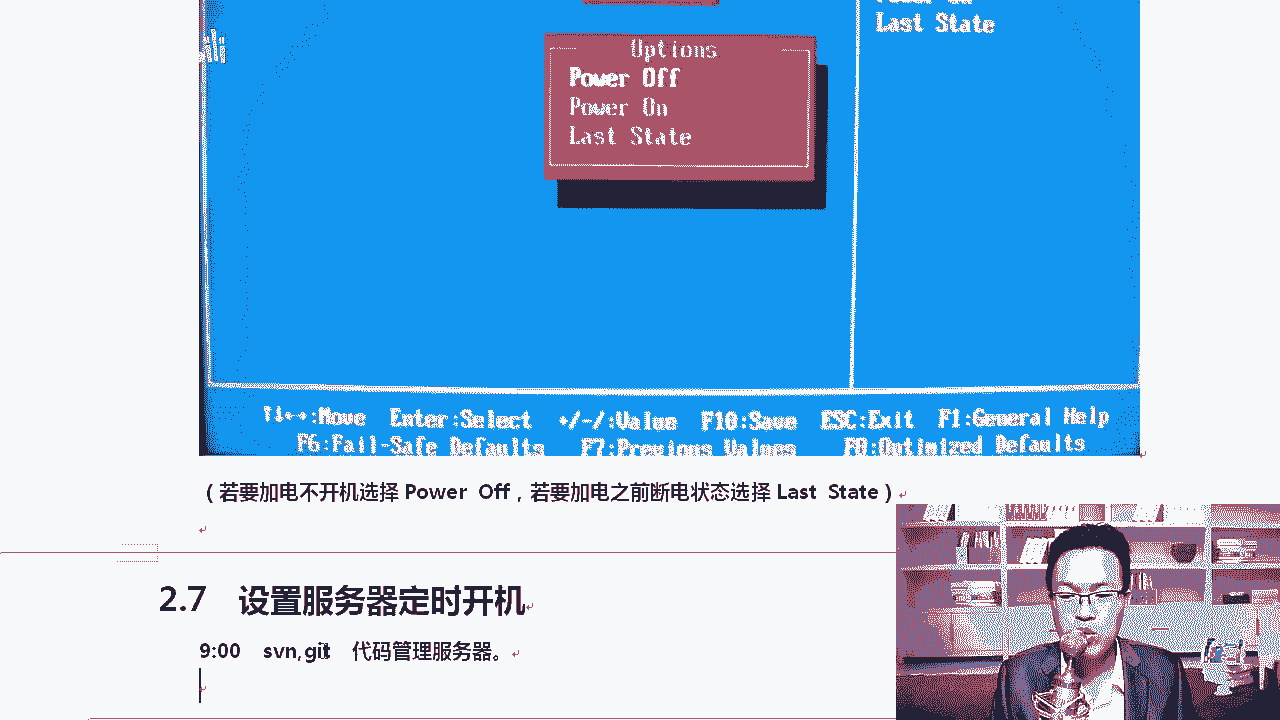 Last State
Options
Power Off
Power On
Last State
:Move Enter:Select +/-/:Value F10:Save ESC:Exit F1:General Help
F6:Fail-Safe Defaults F7:Previous Values F9:Optimized Defaults
（若要加电不开机选择 Power Off，若要加电之前断电状态选择 Last State）
2.7 设置服务器定时开机
9:00 svn,git 代码管理服务器。